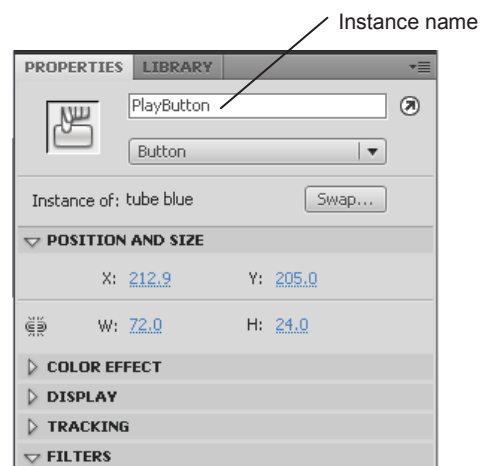 Instance name
PROPERTIES LIBRARY
PlayButton
Button
Instance of: tube blue Swap...
POSITION AND SIZE
X: 212.9 Y: 205.0
W: 72.0 H: 24.0
COLOR EFFECT
DISPLAY
TRACKING
FILTERS